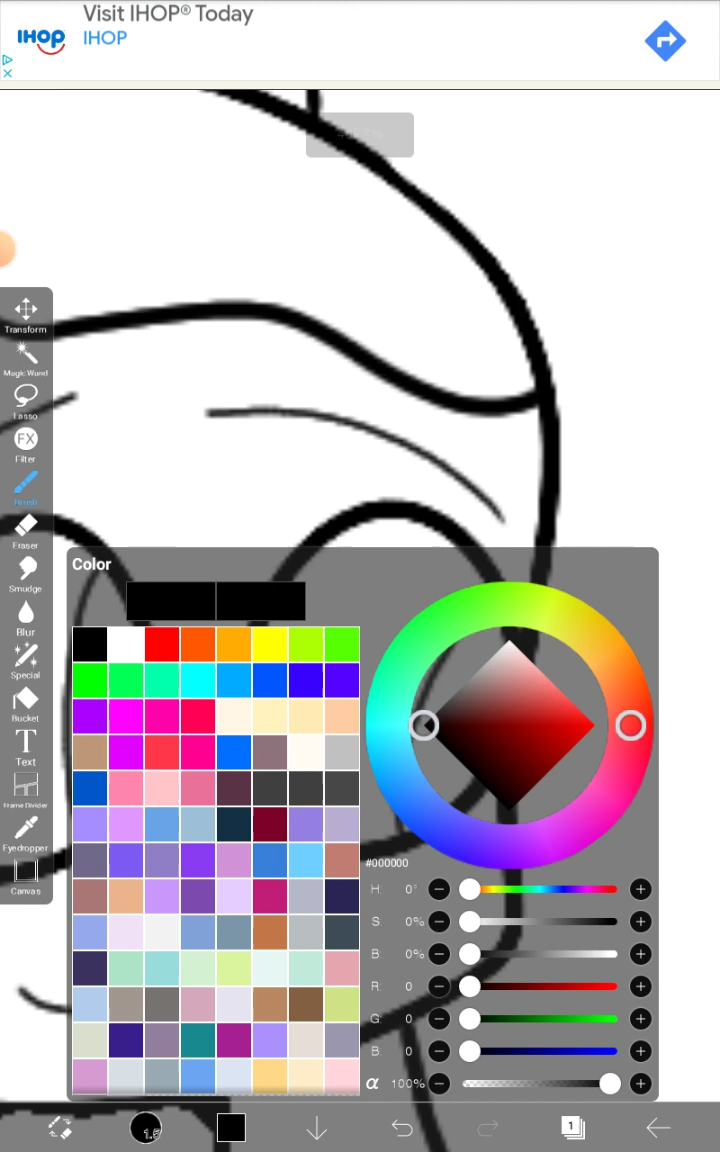 IHOP
Visit IHOP® Today
IHOP
Transform
Magic Wand
Lasso
FX
Filter
Brush
Eraser
Smudge
Blur
Special
Bucket
T
Text
Frame Divider
Eyedropper
Canvas
Color
#000000
H: 0°
S: 0%
B: 0%
R: 0
G: 0
B: 0
α 100%
1